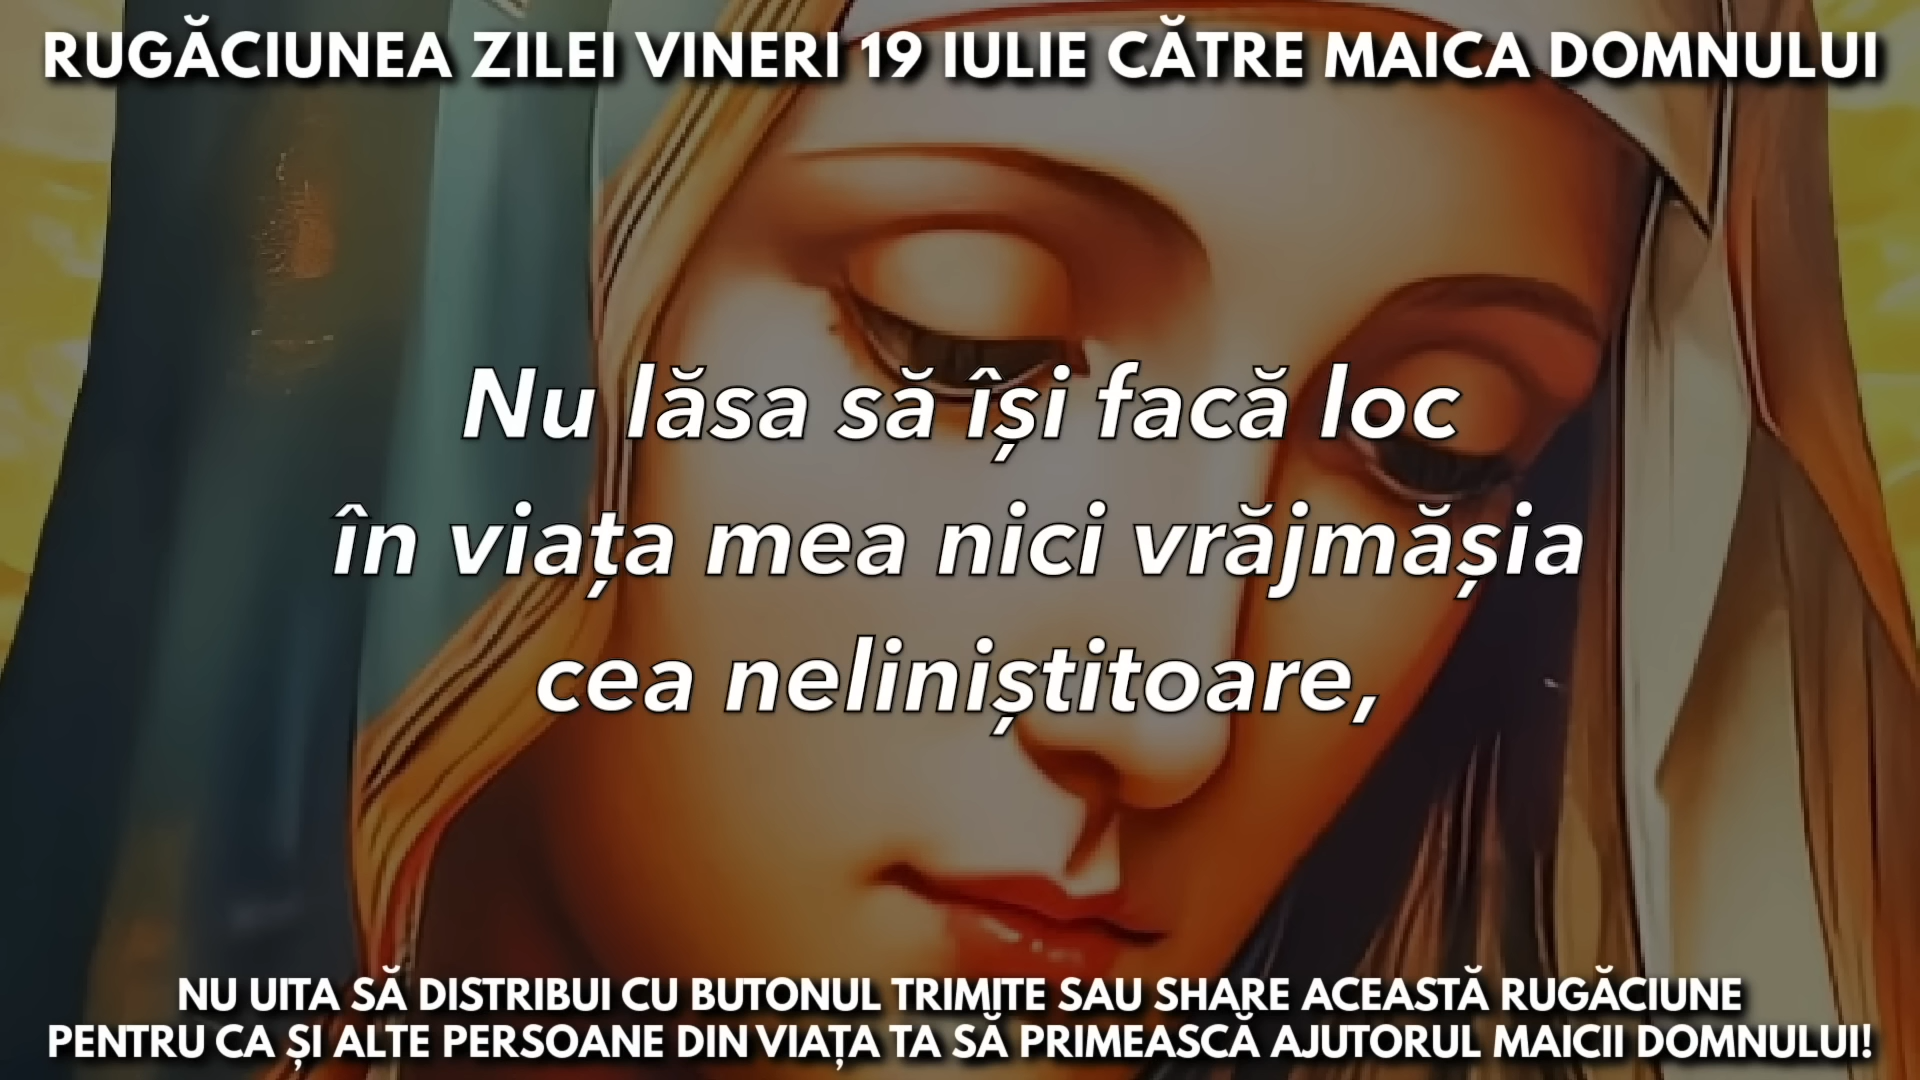 RUGĂCIUNEA ZILEI VINERI 19 IULIE CĂTRE MAICA DOMNULUI
Nu lăsa să își facă loc
în viața mea nici vrăjmășia
cea neliniștitoare,
NU UITA SĂ DISTRIBUI CU BUTONUL TRIMITE SAU SHARE ACEASTĂ RUGĂCIUNE
PENTRU CA ȘI ALTE PERSOANE DIN VIAȚA TA SĂ PRIMEASCĂ AJUTORUL MAICII DOMNULUI!